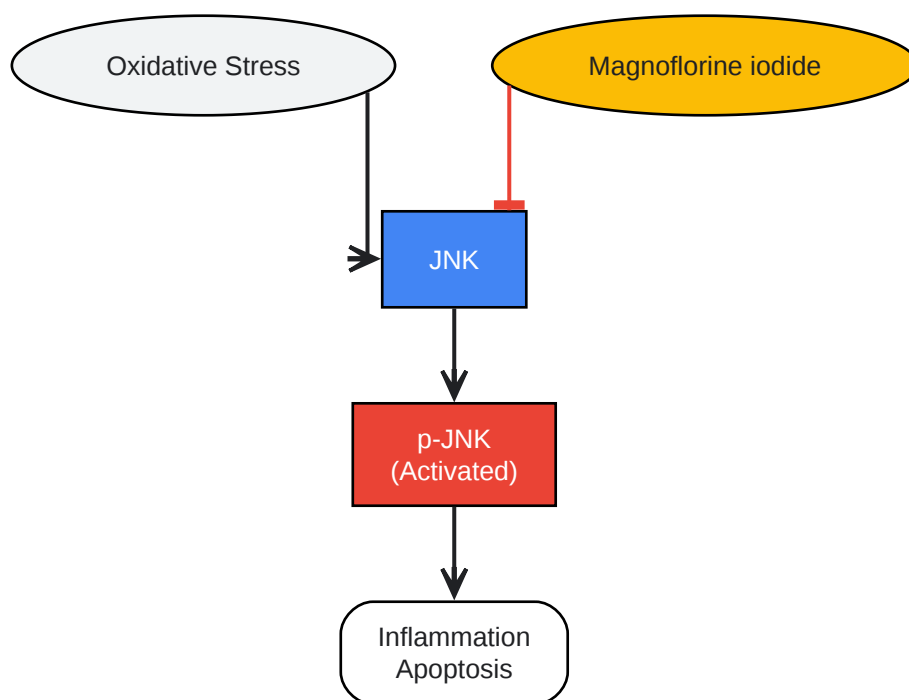 Oxidative Stress
Magnoflorine iodide
JNK
p-JNK
(Activated)
Inflammation
Apoptosis